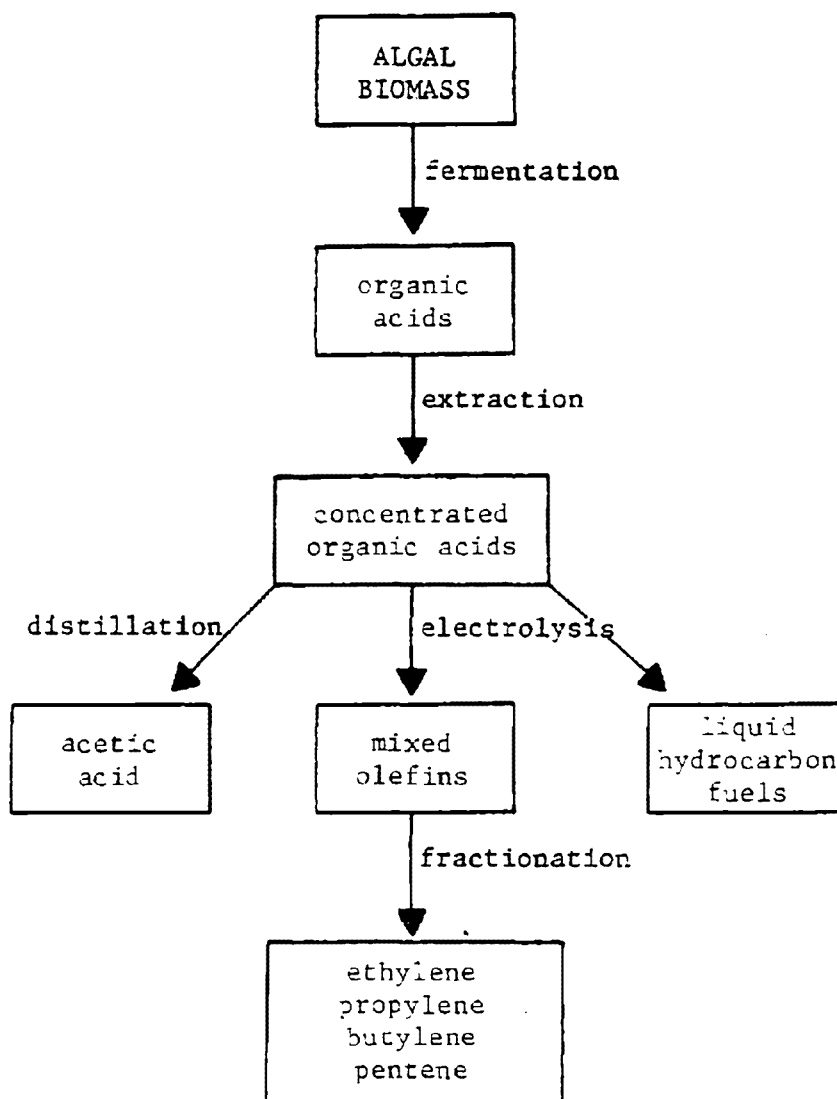 ALGAL
BIOMASS
fermentation
organic
acids
extraction
concentrated
organic acids
distillation
electrolysis
acetic
acid
mixed
olefins
liquid
hydrocarbon
fuels
fractionation
ethylene
propylene
butylene
pentene